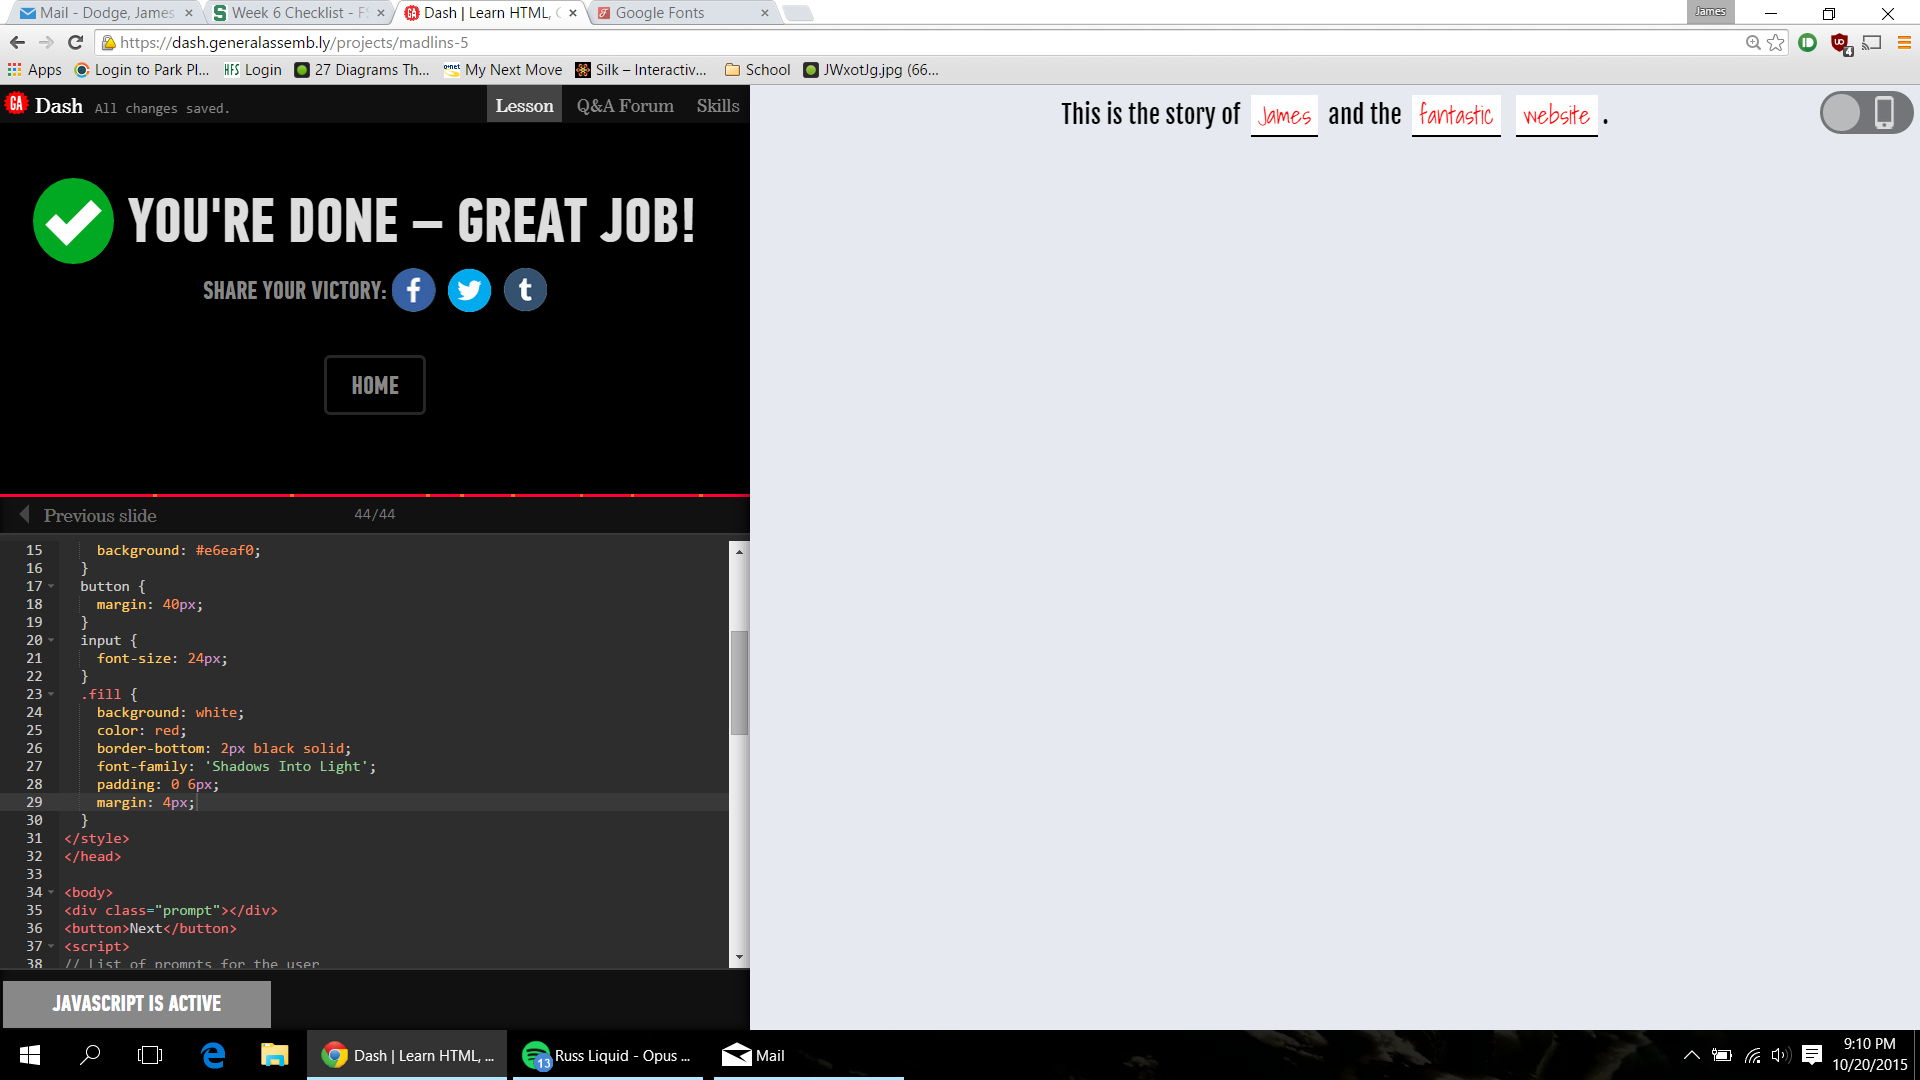 Mail - Dodge, James
Week 6 Checklist - FS
Dash | Learn HTML, C
Google Fonts
James
https://dash.generalassemb.ly/projects/madlins-5
Apps
Login to Park Pl...
HFS Login
27 Diagrams Th...
My Next Move
Silk – Interactiv...
School
JWxotJg.jpg (66...
GA Dash All changes saved.
Lesson
Q&A Forum
Skills
This is the story of James and the fantastic website .
YOU'RE DONE – GREAT JOB!
SHARE YOUR VICTORY:
HOME
Previous slide
44/44
15 background: #e6eaf0;
16 }
17 button {
18 margin: 40px;
19 }
20 input {
21 font-size: 24px;
22 }
23 .fill {
24 background: white;
25 color: red;
26 border-bottom: 2px black solid;
27 font-family: 'Shadows Into Light';
28 padding: 0 6px;
29 margin: 4px;
30 }
31 </style>
32 </head>
33
34 <body>
35 <div class="prompt"></div>
36 <button>Next</button>
37 <script>
38 // List of prompts for the user
JAVASCRIPT IS ACTIVE
Dash | Learn HTML, ...
13
Russ Liquid - Opus ...
Mail
9:10 PM
10/20/2015